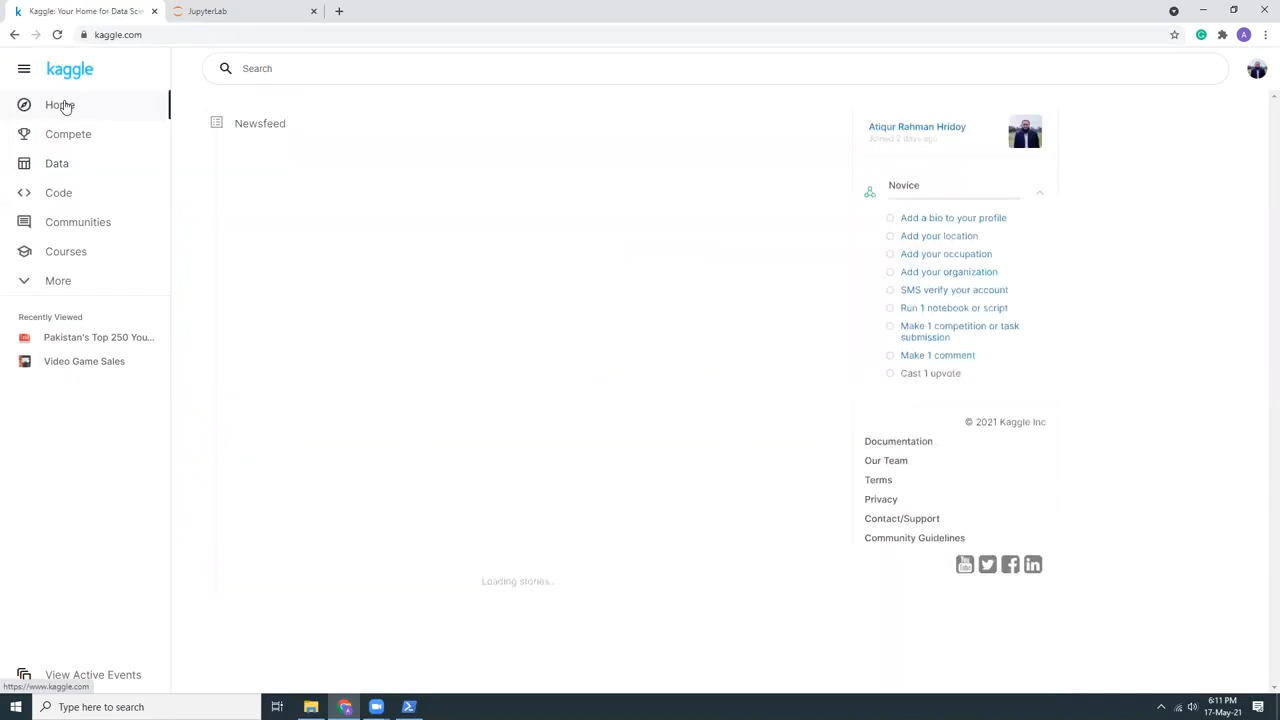 Kaggle: Your Home for Data Sci
JupyterLab
kaggle.com
A
kaggle
Search
Home
Compete
Data
Code
Communities
Courses
More
Recently Viewed
Pakistan's Top 250 You...
Video Game Sales
View Active Events
https://www.kaggle.com
Newsfeed
Loading stories...
Atiqur Rahman Hridoy
Joined 2 days ago
Novice
Add a bio to your profile
Add your location
Add your occupation
Add your organization
SMS verify your account
Run 1 notebook or script
Make 1 competition or task
submission
Make 1 comment
Cast 1 upvote
© 2021 Kaggle Inc
Documentation
Our Team
Terms
Privacy
Contact/Support
Community Guidelines
Type here to search
6:11 PM
17-May-21